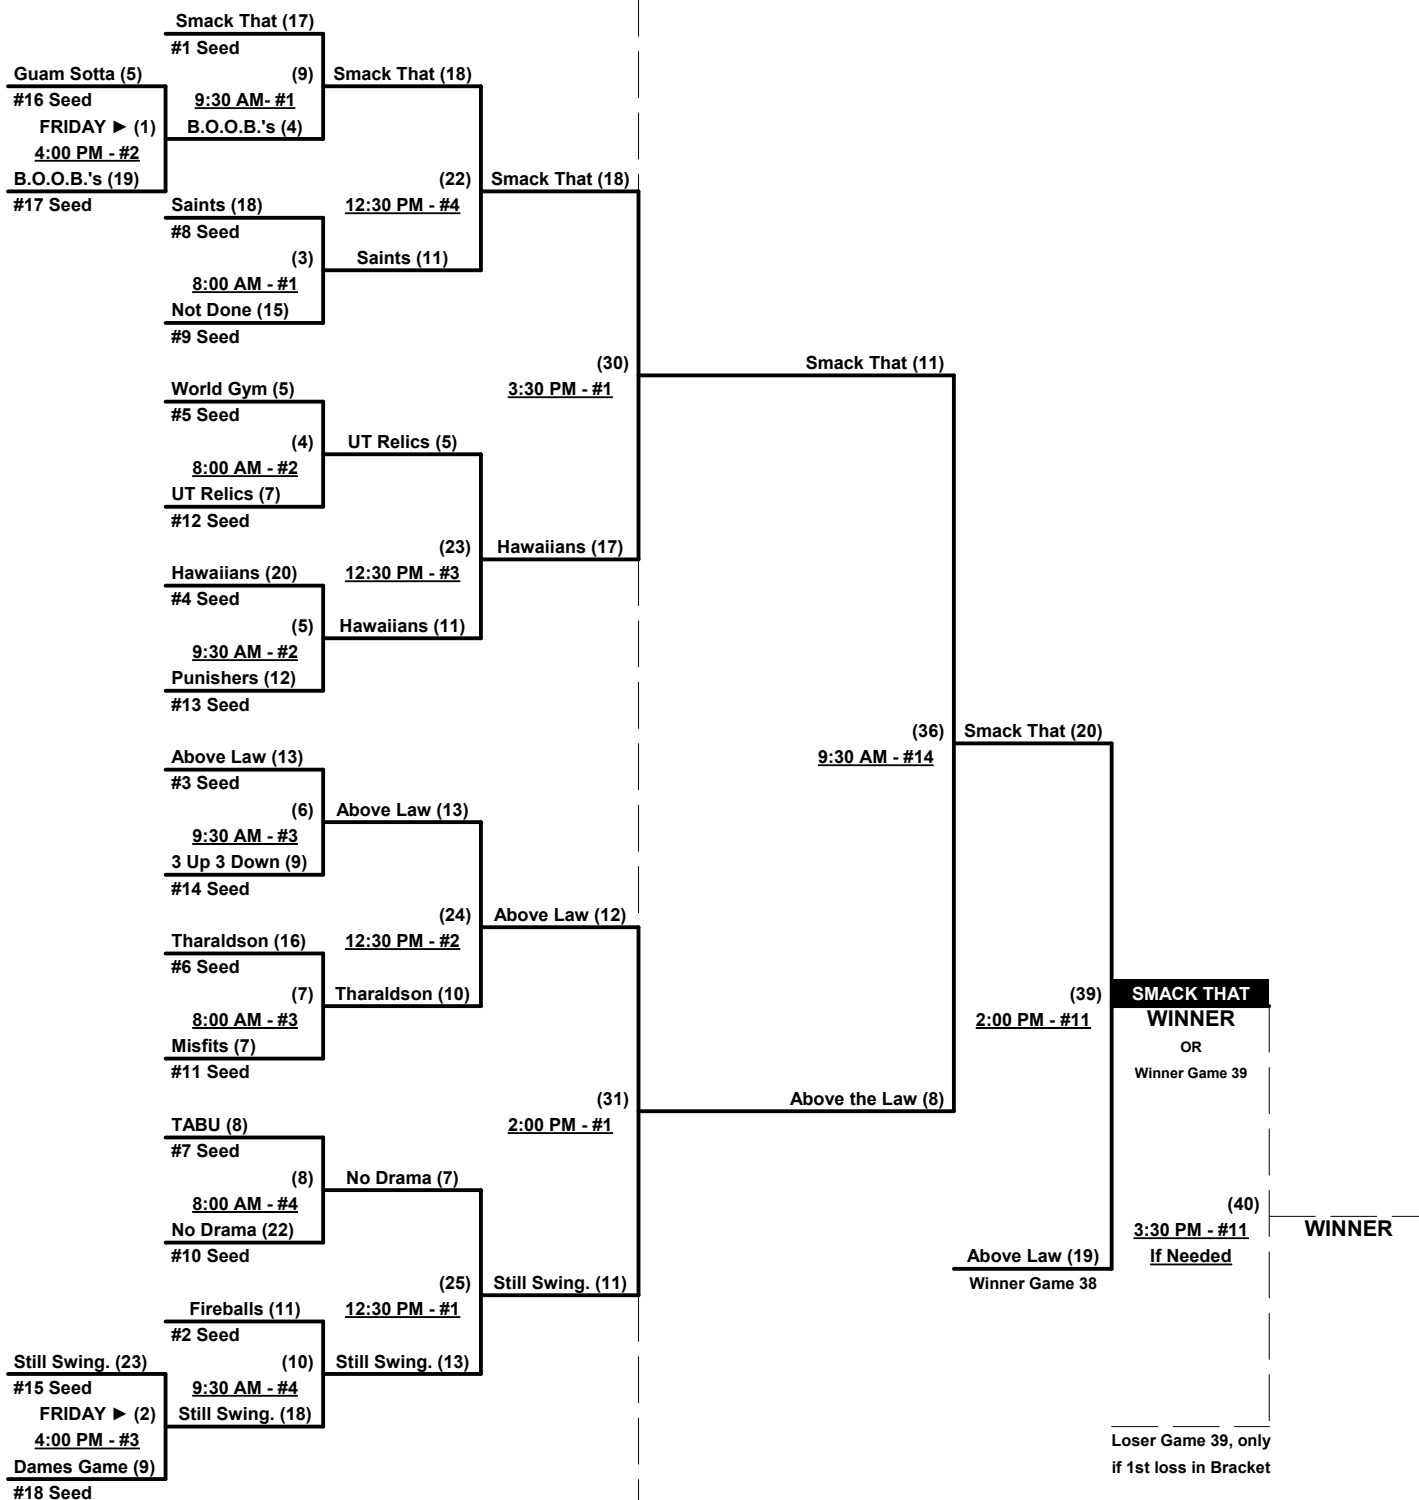 Smack That (17)
#1 Seed
Guam Sotta (5)
(9)
Smack That (18)
#16 Seed
9:30 AM- #1
FRIDAY ► (1)
B.O.O.B.'s (4)
4:00 PM - #2
B.O.O.B.'s (19)
(22)
Smack That (18)
#17 Seed
Saints (18)
12:30 PM - #4
#8 Seed
(3)
Saints (11)
8:00 AM - #1
Not Done (15)
#9 Seed
(30)
Smack That (11)
World Gym (5)
3:30 PM - #1
#5 Seed
(4)
UT Relics (5)
8:00 AM - #2
UT Relics (7)
#12 Seed
(23)
Hawaiians (17)
Hawaiians (20)
12:30 PM - #3
#4 Seed
(5)
Hawaiians (11)
9:30 AM - #2
Punishers (12)
#13 Seed
(36)
Smack That (20)
Above Law (13)
9:30 AM - #14
#3 Seed
(6)
Above Law (13)
9:30 AM - #3
3 Up 3 Down (9)
#14 Seed
(24)
Above Law (12)
Tharaldson (16)
12:30 PM - #2
#6 Seed
(7)
Tharaldson (10)
(39)
SMACK THAT
8:00 AM - #3
2:00 PM - #11
WINNER
Misfits (7)
OR
#11 Seed
Winner Game 39
(31)
Above the Law (8)
TABU (8)
2:00 PM - #1
#7 Seed
(8)
No Drama (7)
8:00 AM - #4
(40)
No Drama (22)
3:30 PM - #11
WINNER
#10 Seed
Above Law (19)
If Needed
(25)
Still Swing. (11)
Winner Game 38
Fireballs (11)
12:30 PM - #1
#2 Seed
Still Swing. (23)
(10)
Still Swing. (13)
#15 Seed
9:30 AM - #4
FRIDAY ► (2)
Still Swing. (18)
4:00 PM - #3
Loser Game 39, only
Dames Game (9)
if 1st loss in Bracket
#18 Seed